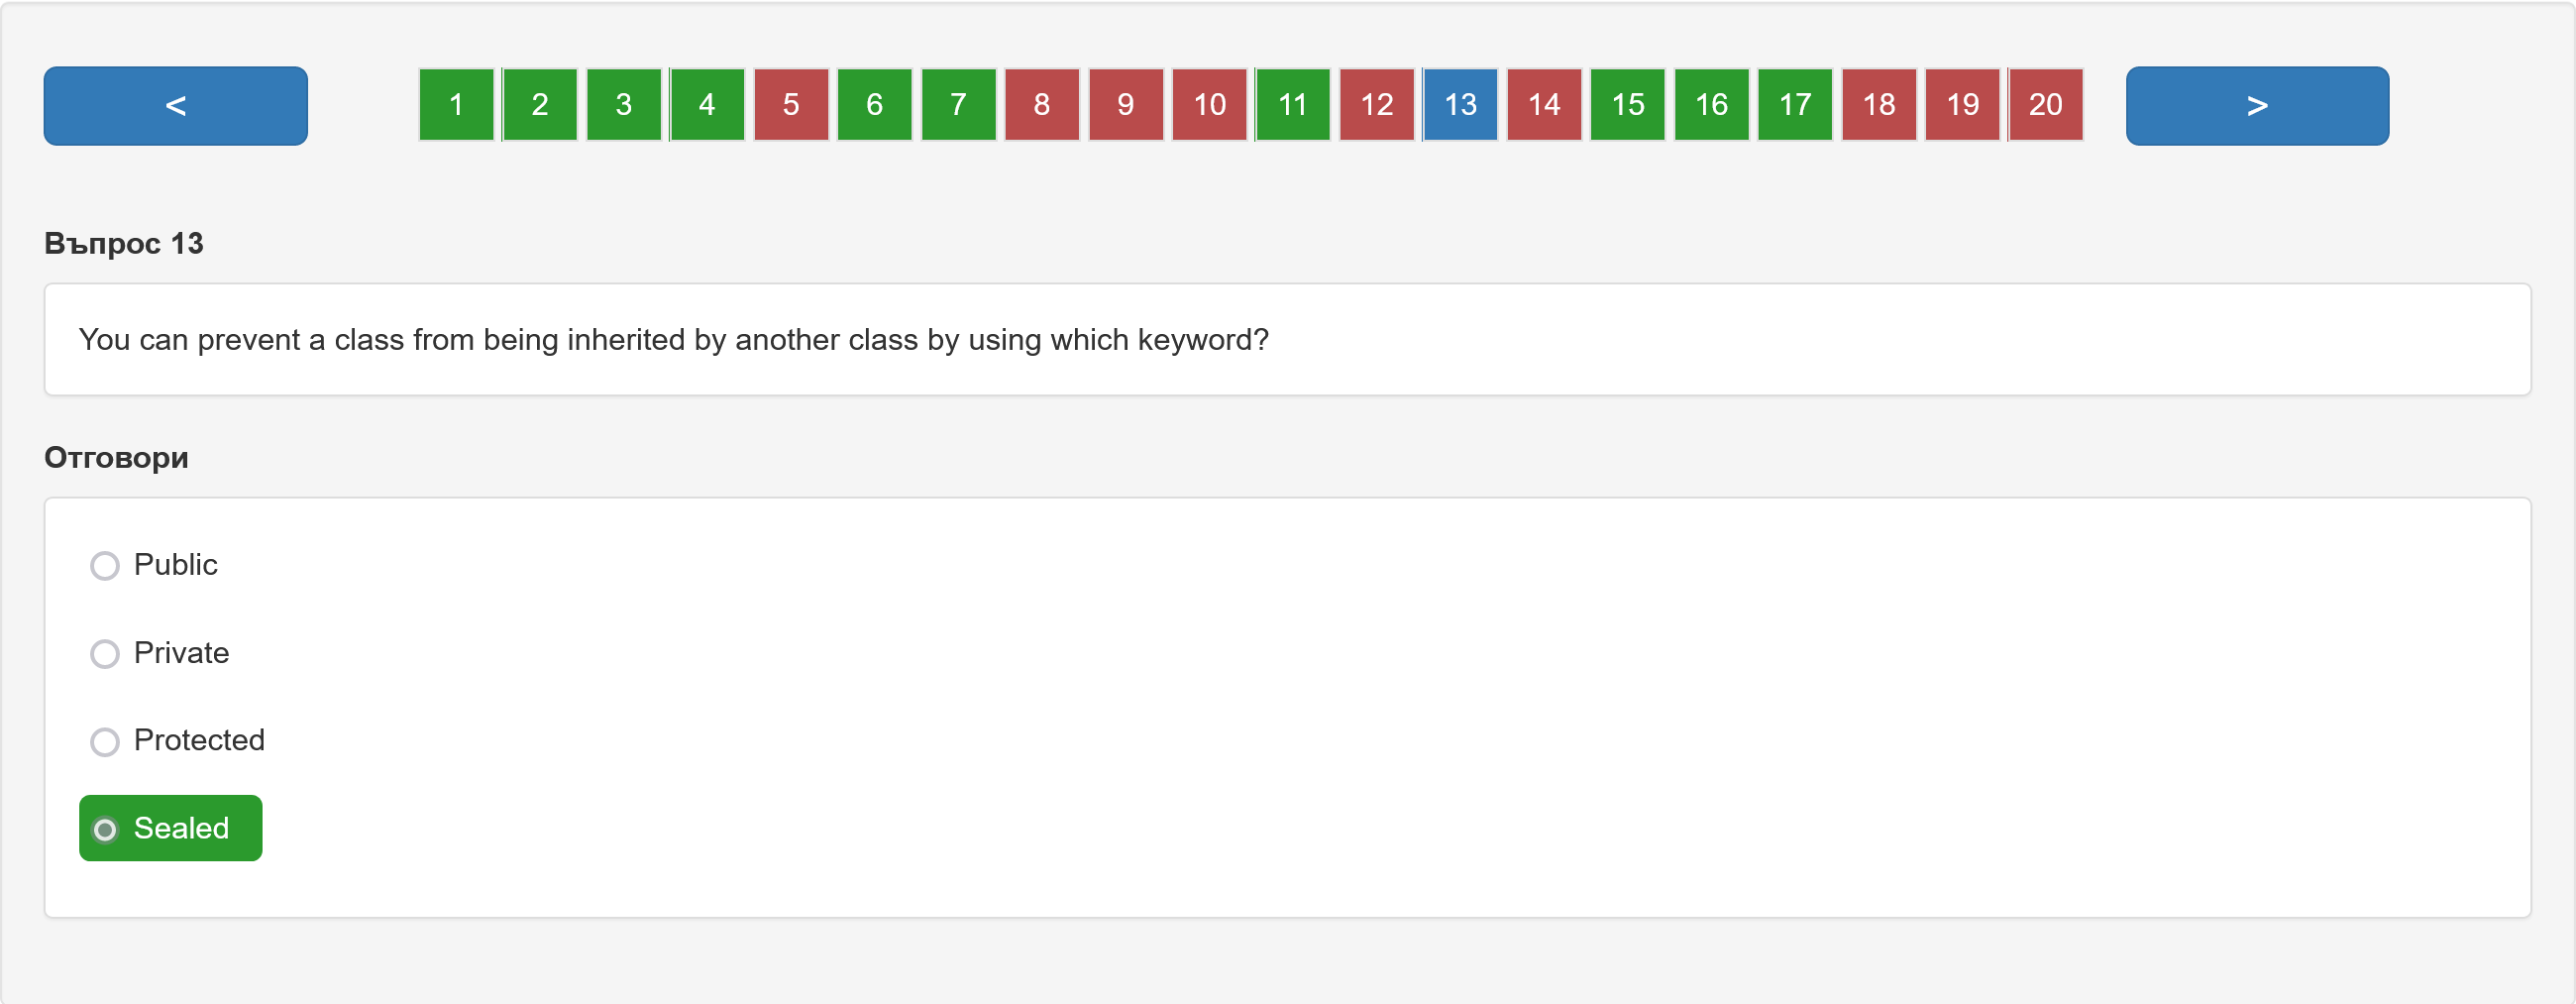 < 1 2 3 4 5 6 7 8 9 10 11 12 13 14 15 16 17 18 19 20 >
Въпрос 13
You can prevent a class from being inherited by another class by using which keyword?
Отговори
Public
Private
Protected
Sealed